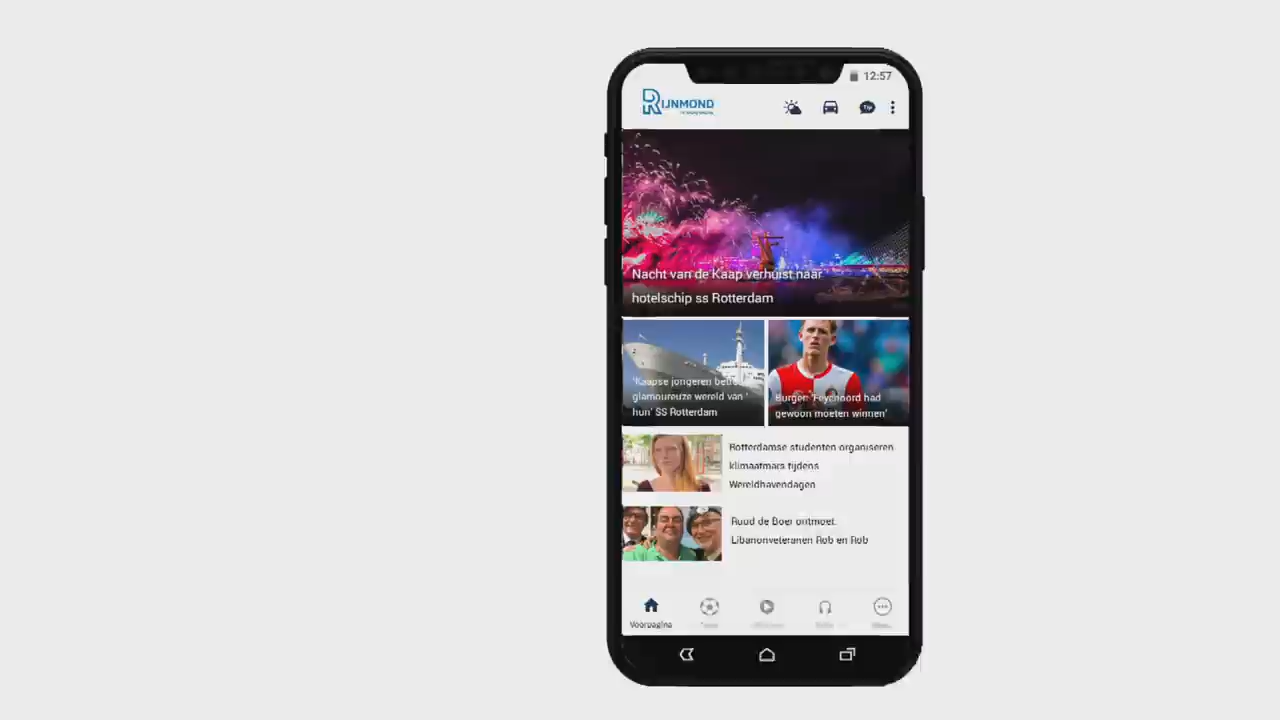 12:57
RIJNMOND
Tip
Nacht van de Kaap verhuist naar
hotelschip ss Rotterdam
'Kaapse jongeren
glamoureuze wereld van '
hun' SS Rotterdam
Burger: 'Feyenoord had
gewoon moeten winnen'
Rotterdamse studenten organiseren
klimaatmars tijdens
Wereldhavendagen
Ruud de Boer ontmoet
Libanonveteranen Rob en Rob
Voorpagina